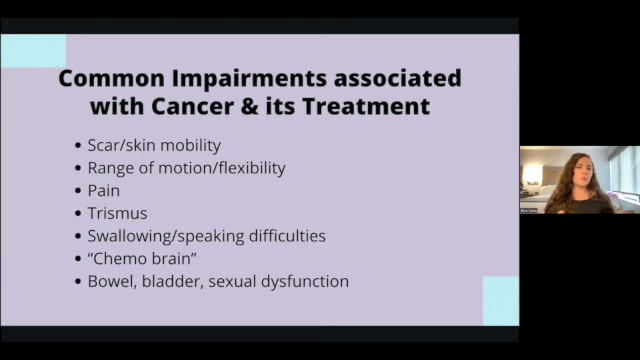 Common Impairments associated
with Cancer & its Treatment
Scar/skin mobility
Range of motion/flexibility
Pain
Trismus
Swallowing/speaking difficulties
“Chemo brain”
Bowel, bladder, sexual dysfunction